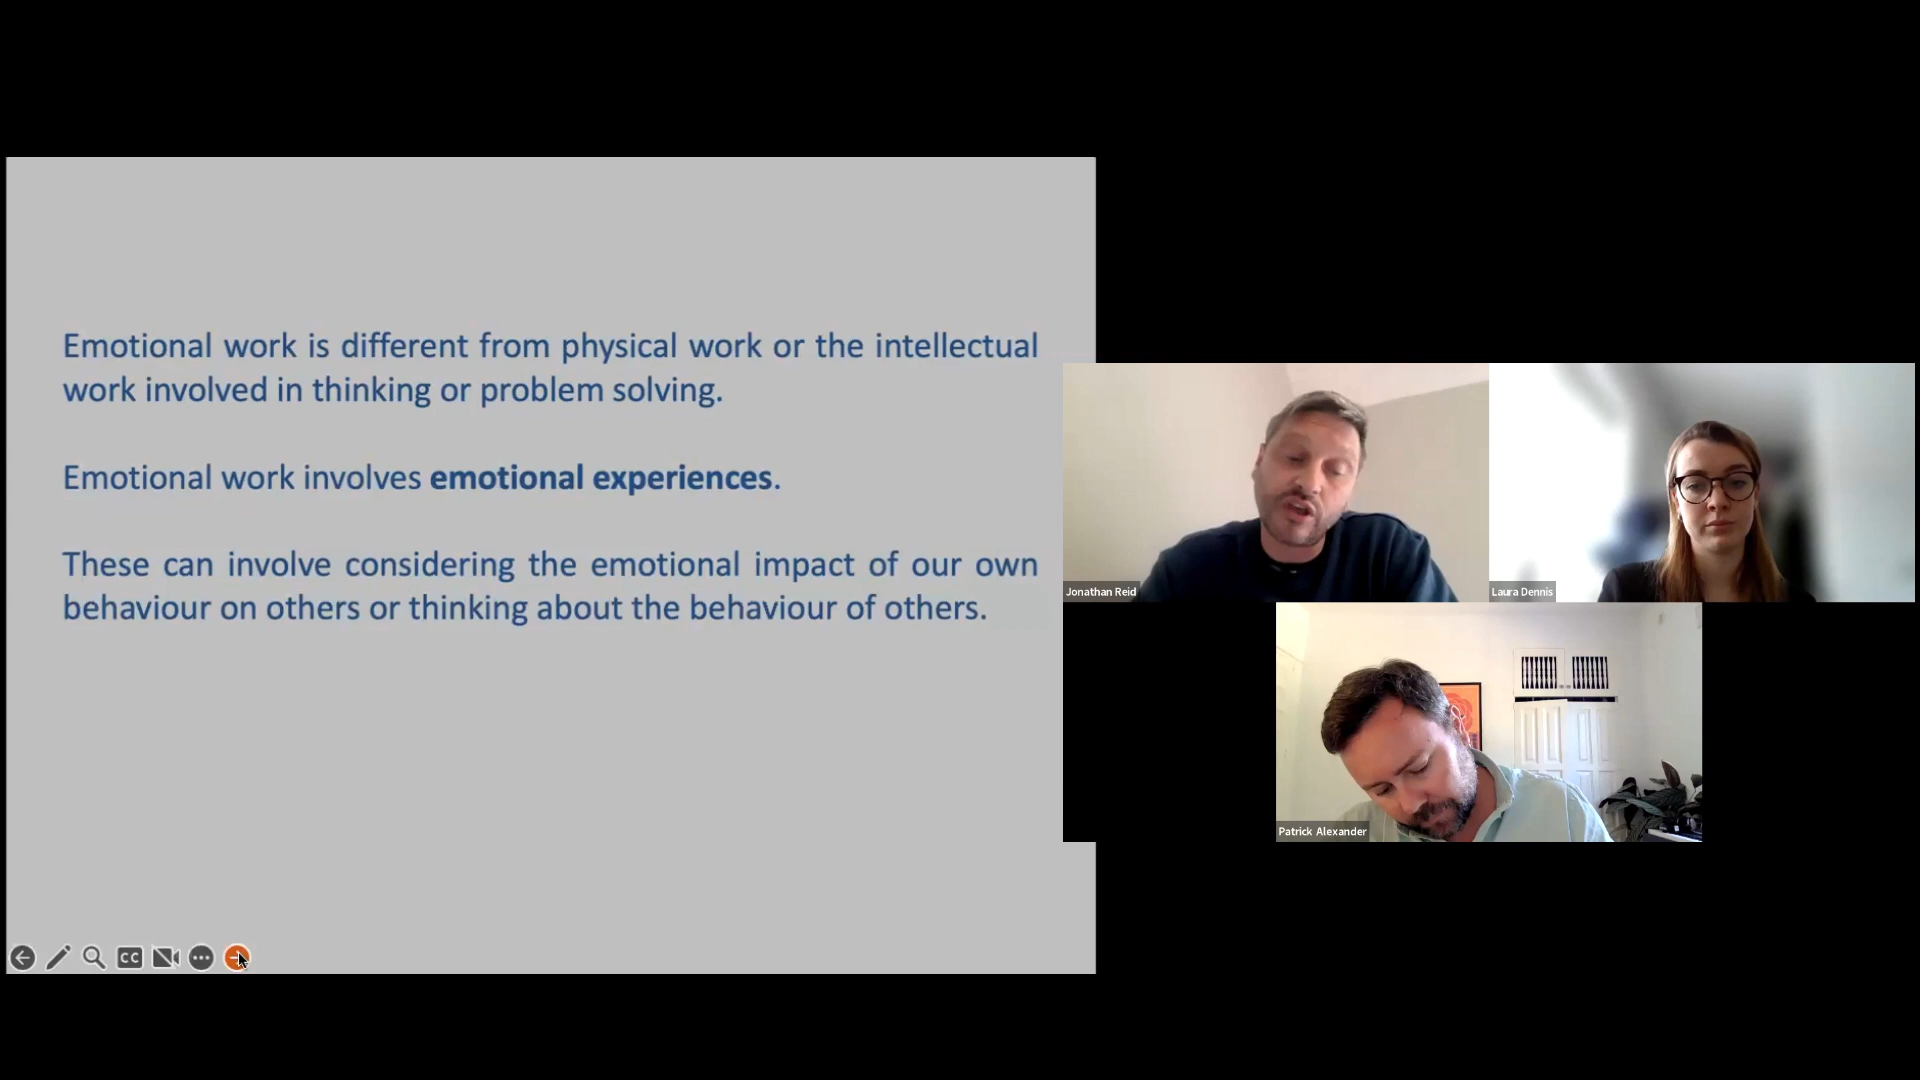 Emotional work is different from physical work or the intellectual
work involved in thinking or problem solving.
Emotional work involves emotional experiences.
These can involve considering the emotional impact of our own
behaviour on others or thinking about the behaviour of others.
Jonathan Reid
Laura Dennis
Patrick Alexander
CC